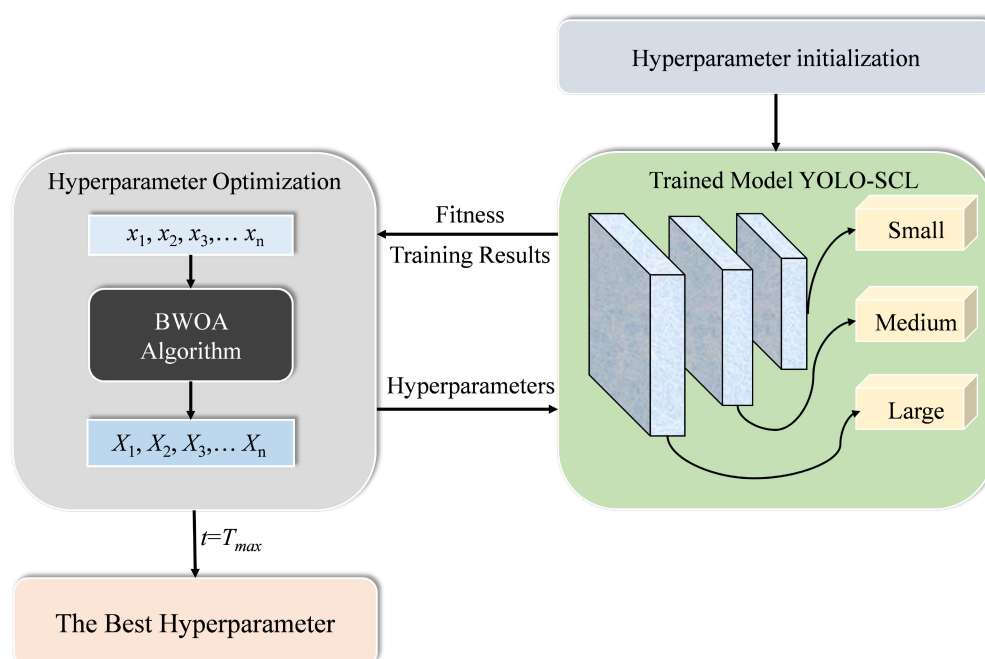 Hyperparameter initialization
Hyperparameter Optimization
x₁, x₂, x₃,… xₙ
BWOA
Algorithm
X₁, X₂, X₃,… Xₙ
Fitness
Training Results
Hyperparameters
Trained Model YOLO-SCL
Small
Medium
Large
t=Tₘₐₓ
The Best Hyperparameter